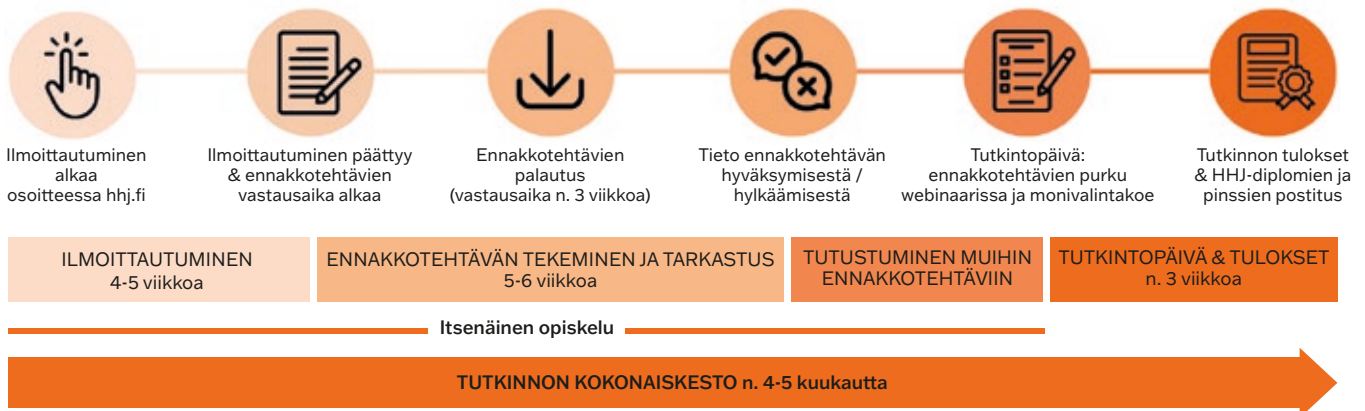 Ilmoittautuminen
alkaa
osoitteessa hhj.fi
Ilmoittautuminen päättyy
& ennakkotehtävien
vastausaika alkaa
Ennakkotehtävien
palautus
(vastausaika n. 3 viikkoa)
Tieto ennakkotehtävän
hyväksymisestä /
hylkäämisestä
Tutkintopäivä:
ennakkotehtävien purku
webinaarissa ja monivalintakoe
Tutkinnon tulokset
& HHJ-diplomien ja
pinssien postitus
ILMOITTAUTUMINEN
4-5 viikkoa
ENNAKKOTEHTÄVÄN TEKEMINEN JA TARKASTUS
5-6 viikkoa
TUTUSTUMINEN MUIHIN
ENNAKKOTEHTÄVIIN
TUTKINTOPÄIVÄ & TULOKSET
n. 3 viikkoa
Itsenäinen opiskelu
TUTKINNON KOKONAISKESTO n. 4-5 kuukautta